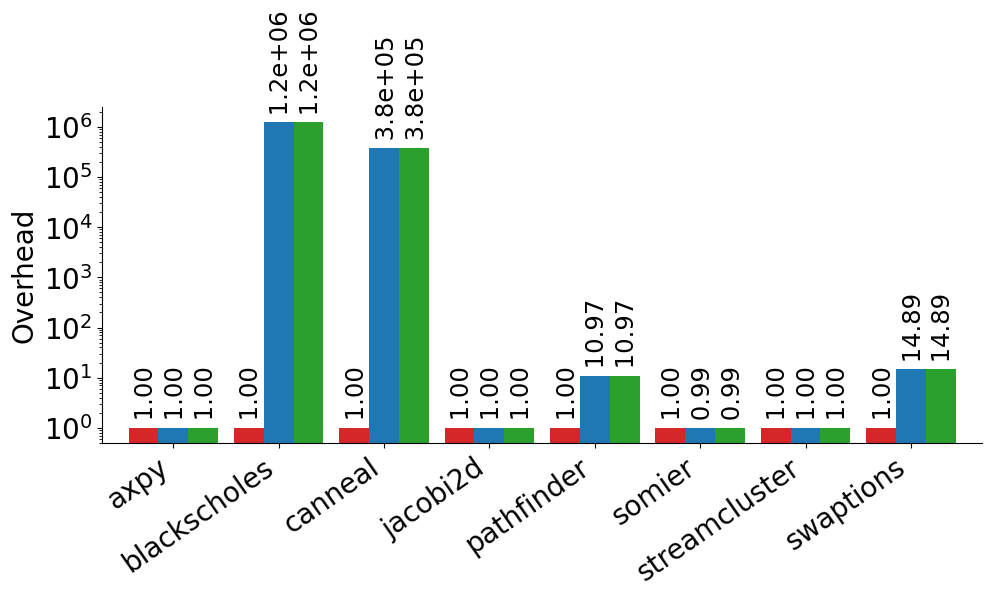 Overhead
10^6
10^5
10^4
10^3
10^2
10^1
10^0
1.00 1.00 1.00
1.00 1.2e+06 1.2e+06
1.00 3.8e+05 3.8e+05
1.00 1.00 1.00
1.00 10.97 10.97
1.00 0.99 0.99
1.00 1.00 1.00
1.00 14.89 14.89
axpy
blackscholes
canneal
jacobi2d
pathfinder
somier
streamcluster
swaptions